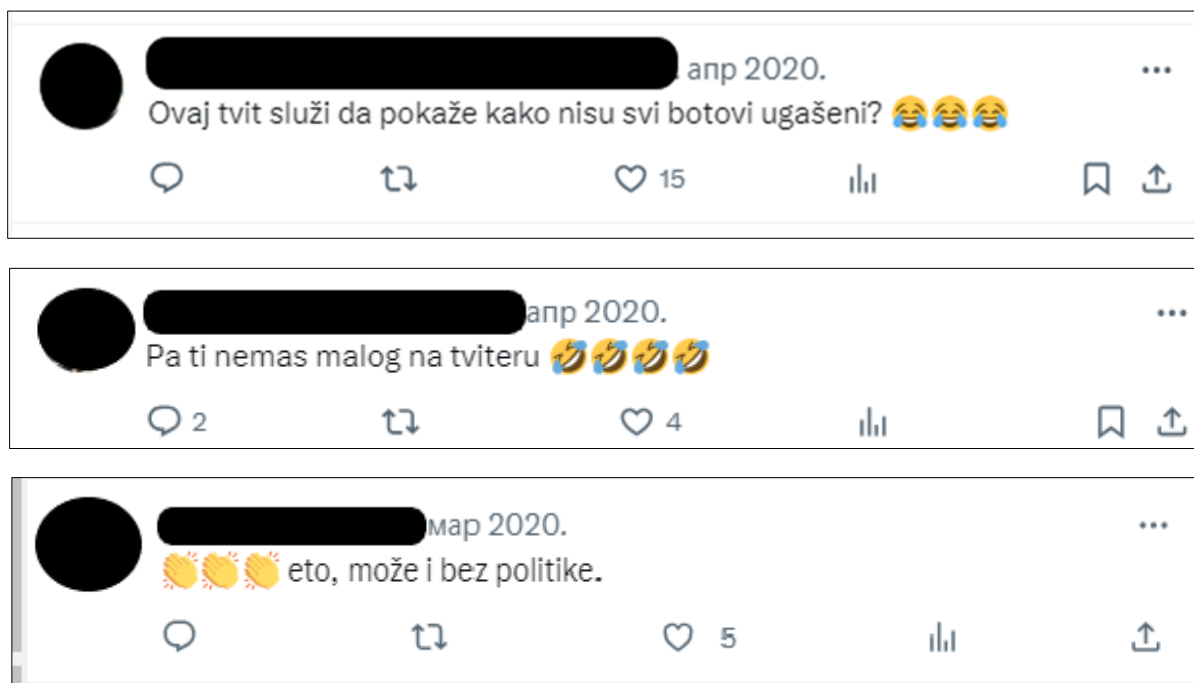 апр 2020.
Ovaj tvit služi da pokaže kako nisu svi botovi ugašeni? 😂😂😂
15
апр 2020.
Pa ti nemas malog na tviteru 🤣🤣🤣🤣
2 4
мар 2020.
👏👏👏 eto, može i bez politike.
5